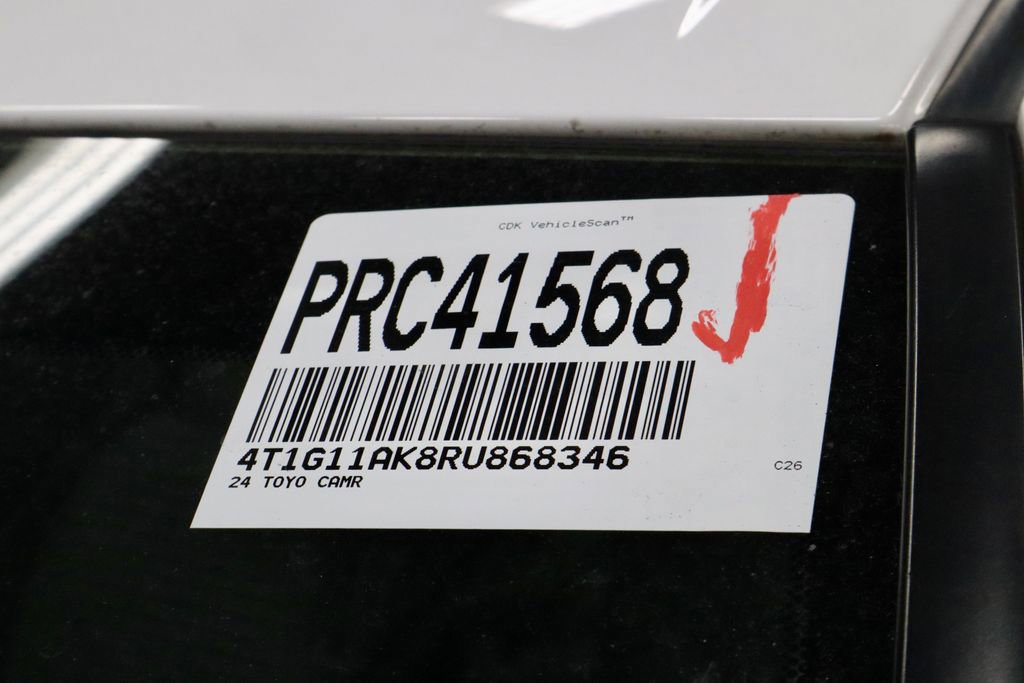 CDK VehicleScan™
PRC41568
4T1G11AK8RU868346
24 TOYO CAMR
C26